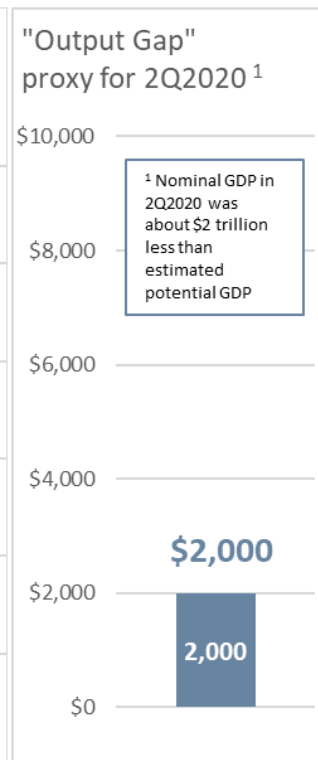 "Output Gap"
proxy for 2Q2020 ¹
$10,000
¹ Nominal GDP in
2Q2020 was
about $2 trillion
less than
estimated
potential GDP
$8,000
$6,000
$4,000
$2,000
$2,000
2,000
$0